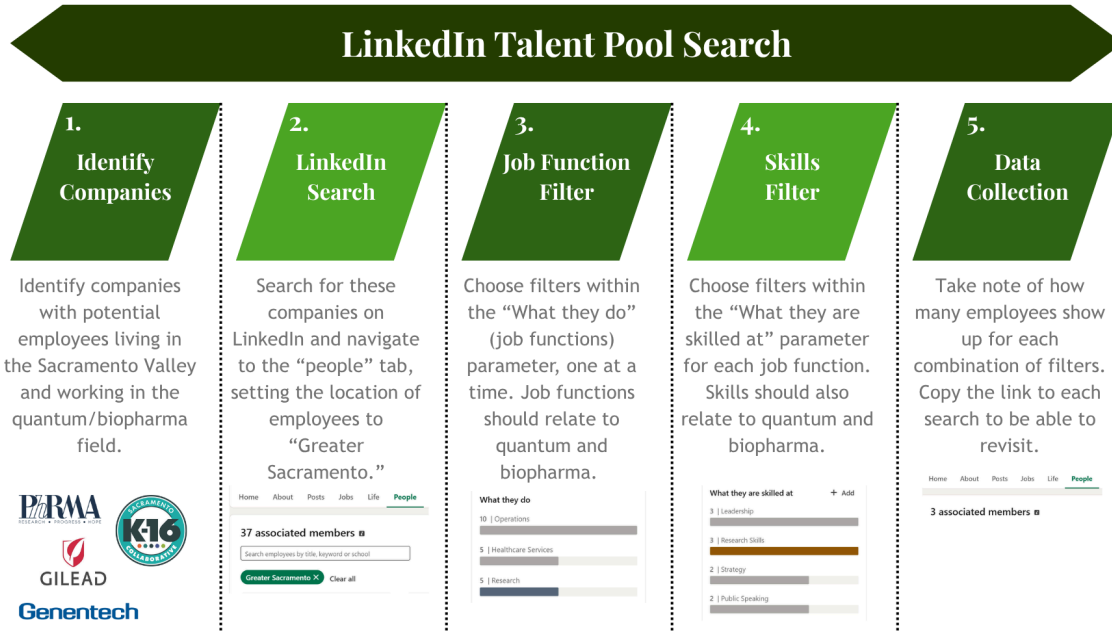 LinkedIn Talent Pool Search
1.
Identify
Companies
Identify companies
with potential
employees living in
the Sacramento Valley
and working in the
quantum/biopharma
field.
PhRMA
RESEARCH • PROGRESS • HOPE
SACRAMENTO
K-16
COLLABORATIVE
GILEAD
Genentech
2.
LinkedIn
Search
Search for these
companies on
LinkedIn and navigate
to the “people” tab,
setting the location of
employees to
“Greater
Sacramento.”
Home About Posts Jobs Life People
37 associated members
Search employees by title, keyword or school
Greater Sacramento ✕ Clear all
3.
Job Function
Filter
Choose filters within
the “What they do”
(job functions)
parameter, one at a
time. Job functions
should relate to
quantum and
biopharma.
What they do
10 | Operations
5 | Healthcare Services
5 | Research
4.
Skills
Filter
Choose filters within
the “What they are
skilled at” parameter
for each job function.
Skills should also
relate to quantum and
biopharma.
What they are skilled at + Add
3 | Leadership
3 | Research Skills
2 | Strategy
2 | Public Speaking
5.
Data
Collection
Take note of how
many employees show
up for each
combination of filters.
Copy the link to each
search to be able to
revisit.
Home About Posts Jobs Life People
3 associated members